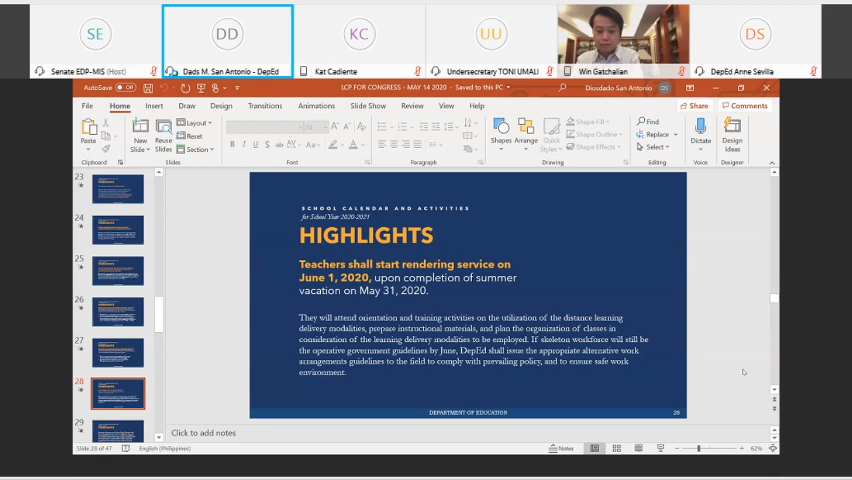 SE
DD
KC
UU
DS
Senate EDP-MIS (Host)
Dads M. San Antonio - DepEd
Kat Cadiente
Undersecretary TONI UMALI
Win Gatchalian
DepEd Anne Sevilla
AutoSave Off
LCP FOR CONGRESS - MAY 14 2020 - Saved to this PC
Diosdado San Antonio DS
File Home Insert Draw Design Transitions Animations Slide Show Review View Help Share Comments
Paste
New Slide
Reuse Slides
Layout
Reset
Section
Shapes
Arrange
Quick Styles
Shape Fill
Shape Outline
Shape Effects
Find
Replace
Select
Dictate
Design Ideas
Clipboard Slides Font Paragraph Drawing Editing Voice Designer
23
24
25
26
27
28
29
SCHOOL CALENDAR AND ACTIVITIES
for School Year 2020-2021
HIGHLIGHTS
Teachers shall start rendering service on
June 1, 2020, upon completion of summer
vacation on May 31, 2020.
They will attend orientation and training activities on the utilization of the distance learning
delivery modalities, prepare instructional materials, and plan the organization of classes in
consideration of the learning delivery modalities to be employed. If skeleton workforce will still be
the operative government guidelines by June, DepEd shall issue the appropriate alternative work
arrangements guidelines to the field to comply with prevailing policy, and to ensure safe work
environment.
DEPARTMENT OF EDUCATION 28
Click to add notes
Slide 28 of 47 English (Philippines) Notes 62%